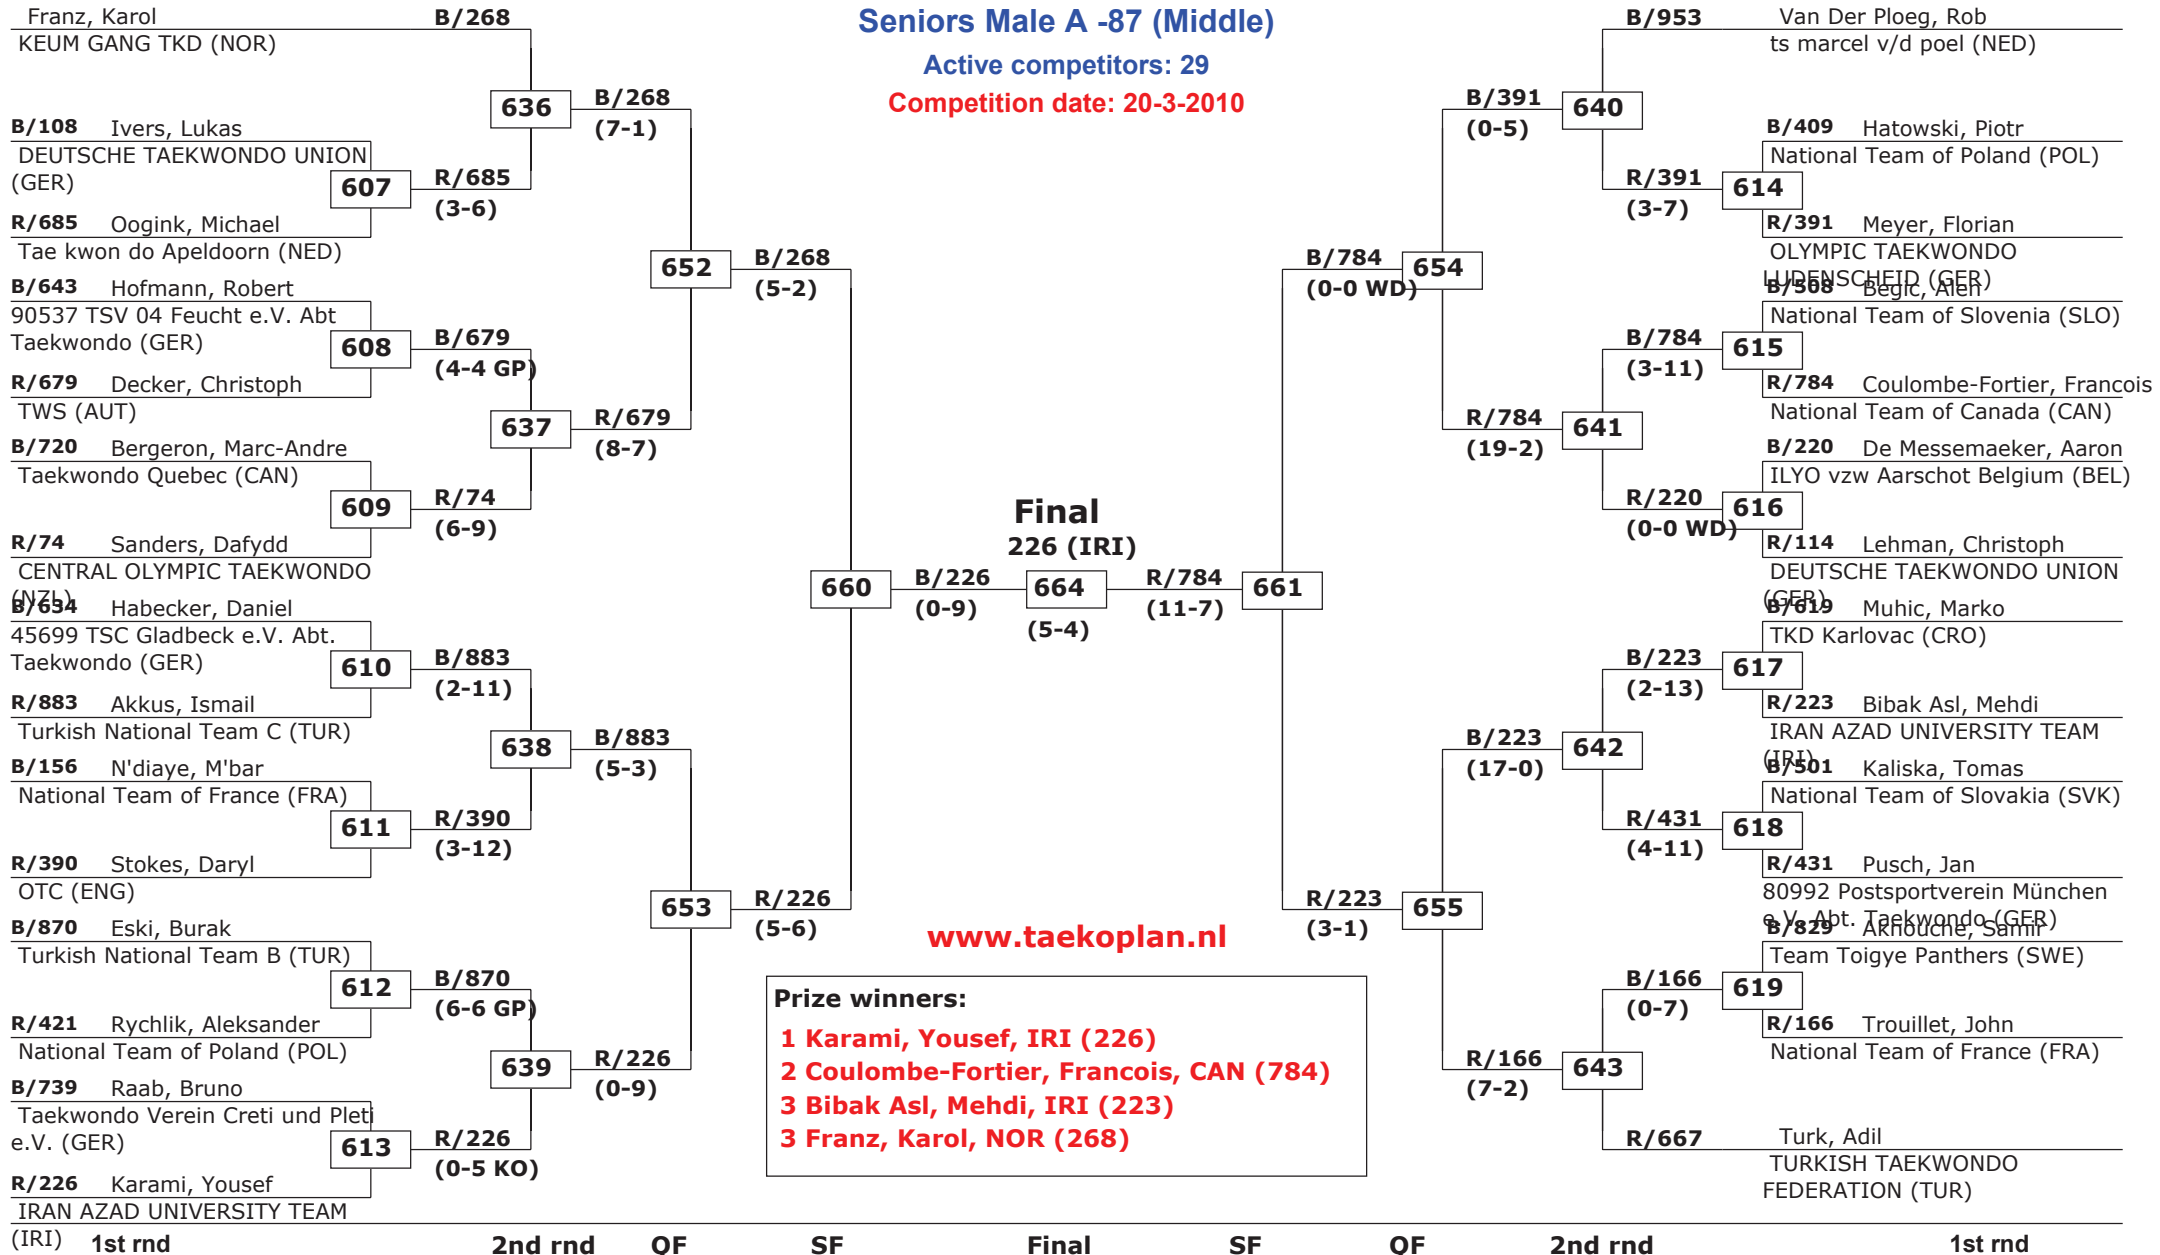 Seniors Male A -87 (Middle)
Active competitors: 29
Competition date: 20-3-2010
Franz, Karol
KEUM GANG TKD (NOR)
B/108 Ivers, Lukas
DEUTSCHE TAEKWONDO UNION
(GER)
R/685 Oogink, Michael
Tae kwon do Apeldoorn (NED)
B/643 Hofmann, Robert
90537 TSV 04 Feucht e.V. Abt
Taekwondo (GER)
R/679 Decker, Christoph
TWS (AUT)
B/720 Bergeron, Marc-Andre
Taekwondo Quebec (CAN)
R/74 Sanders, Dafydd
CENTRAL OLYMPIC TAEKWONDO
(NZL)
B/634 Habecker, Daniel
45699 TSC Gladbeck e.V. Abt.
Taekwondo (GER)
R/883 Akkus, Ismail
Turkish National Team C (TUR)
B/156 N'diaye, M'bar
National Team of France (FRA)
R/390 Stokes, Daryl
OTC (ENG)
B/870 Eski, Burak
Turkish National Team B (TUR)
R/421 Rychlik, Aleksander
National Team of Poland (POL)
B/739 Raab, Bruno
Taekwondo Verein Creti und Pleti
e.V. (GER)
R/226 Karami, Yousef
IRAN AZAD UNIVERSITY TEAM
(IRI)
607
608
609
610
611
612
613
B/268
R/685
(3-6)
B/679
(4-4 GP)
R/74
(6-9)
B/883
(2-11)
R/390
(3-12)
B/870
(6-6 GP)
R/226
(0-5 KO)
636
637
638
639
B/268
(7-1)
R/679
(8-7)
B/883
(5-3)
R/226
(0-9)
652
653
B/268
(5-2)
R/226
(5-6)
660
B/226
(0-9)
Final
226 (IRI)
664
(5-4)
R/784
(11-7)
661
B/784
(0-0 WD)
R/223
(3-1)
654
655
B/391
(0-5)
R/784
(19-2)
B/223
(17-0)
R/166
(7-2)
640
641
642
643
B/953
R/391
(3-7)
B/784
(3-11)
R/220
(0-0 WD)
B/223
(2-13)
R/431
(4-11)
B/166
(0-7)
R/667
614
615
616
617
618
619
Van Der Ploeg, Rob
ts marcel v/d poel (NED)
B/409 Hatowski, Piotr
National Team of Poland (POL)
R/391 Meyer, Florian
OLYMPIC TAEKWONDO
LUDENSCHEID (GER)
B/508 Begic, Alen
National Team of Slovenia (SLO)
R/784 Coulombe-Fortier, Francois
National Team of Canada (CAN)
B/220 De Messemaeker, Aaron
ILYO vzw Aarschot Belgium (BEL)
R/114 Lehman, Christoph
DEUTSCHE TAEKWONDO UNION
(GER)
B/619 Muhic, Marko
TKD Karlovac (CRO)
R/223 Bibak Asl, Mehdi
IRAN AZAD UNIVERSITY TEAM
(IRI)
B/501 Kaliska, Tomas
National Team of Slovakia (SVK)
R/431 Pusch, Jan
80992 Postsportverein München
e.V. Abt. Taekwondo (GER)
B/829 Aknouche, Samir
Team Toigye Panthers (SWE)
R/166 Trouillet, John
National Team of France (FRA)
Turk, Adil
TURKISH TAEKWONDO
FEDERATION (TUR)
www.taekoplan.nl
Prize winners:
1 Karami, Yousef, IRI (226)
2 Coulombe-Fortier, Francois, CAN (784)
3 Bibak Asl, Mehdi, IRI (223)
3 Franz, Karol, NOR (268)
1st rnd 2nd rnd QF SF Final SF QF 2nd rnd 1st rnd